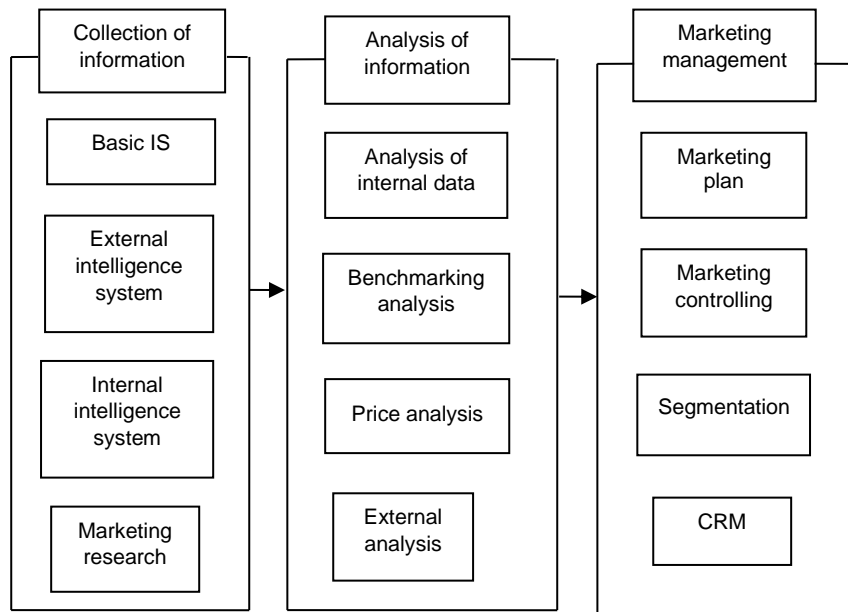 Collection of
information
Basic IS
External
intelligence
system
Internal
intelligence
system
Marketing
research
Analysis of
information
Analysis of
internal data
Benchmarking
analysis
Price analysis
External
analysis
Marketing
management
Marketing
plan
Marketing
controlling
Segmentation
CRM